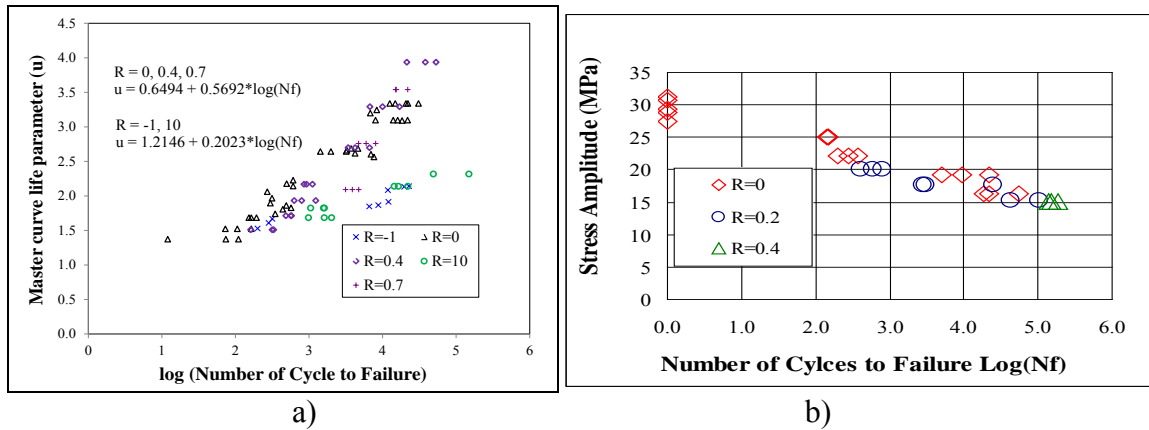 4.5
4.0
3.5
3.0
2.5
2.0
1.5
1.0
0.5
0.0
Master curve life parameter (u)
R = 0, 0.4, 0.7
u = 0.6494 + 0.5692*log(Nf)
R = -1, 10
u = 1.2146 + 0.2023*log(Nf)
R=-1 R=0
R=0.4 R=10
R=0.7
0 1 2 3 4 5 6
log (Number of Cycle to Failure)
a)
40
35
30
25
20
15
10
5
0
Stress Amplitude (MPa)
R=0
R=0.2
R=0.4
0.0 1.0 2.0 3.0 4.0 5.0 6.0
Number of Cylces to Failure Log(Nf)
b)